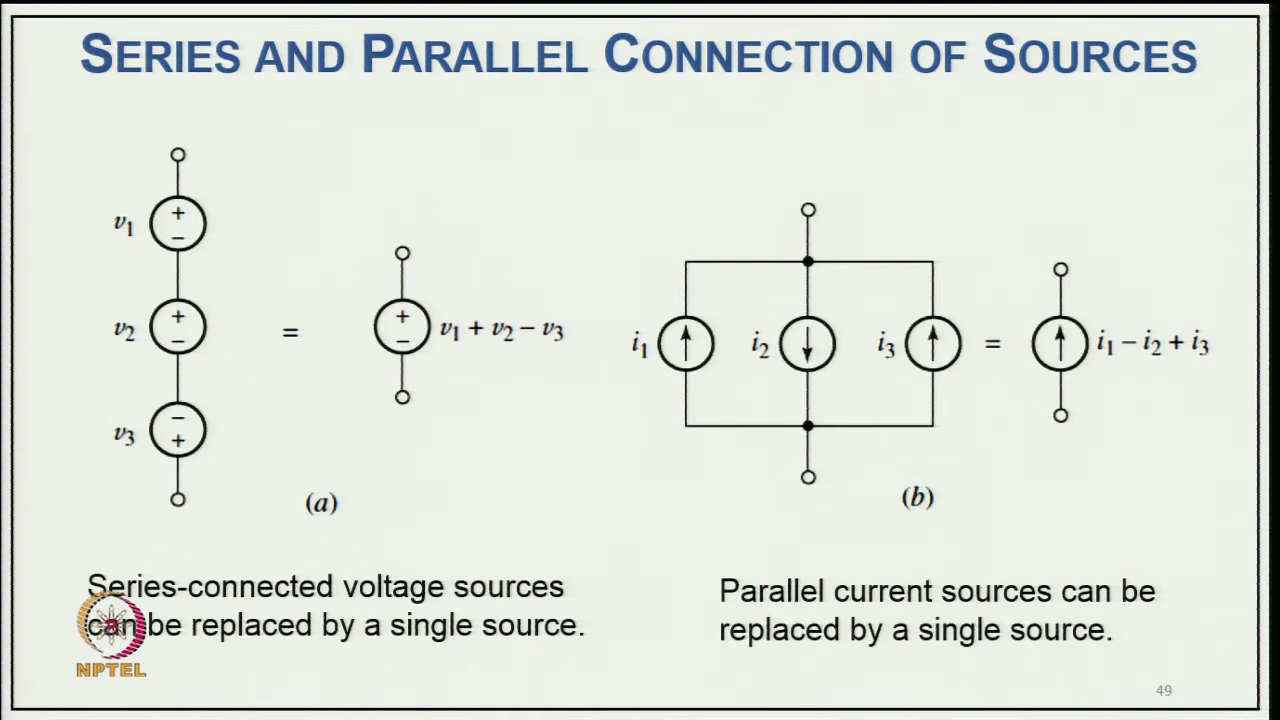 SERIES AND PARALLEL CONNECTION OF SOURCES
v1
+
−
v2
+
−
v3
−
+
=
+
−
v1 + v2 − v3
(a)
i1
i2
i3
=
i1 − i2 + i3
(b)
Series-connected voltage sources
can be replaced by a single source.
Parallel current sources can be
replaced by a single source.
NPTEL
49